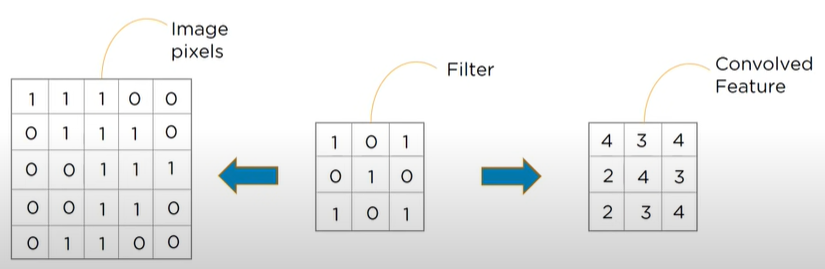 Image
pixels
Filter
Convolved
Feature
1 1 1 0 0
0 1 1 1 0
0 0 1 1 1
0 0 1 1 0
0 1 1 0 0
1 0 1
0 1 0
1 0 1
4 3 4
2 4 3
2 3 4